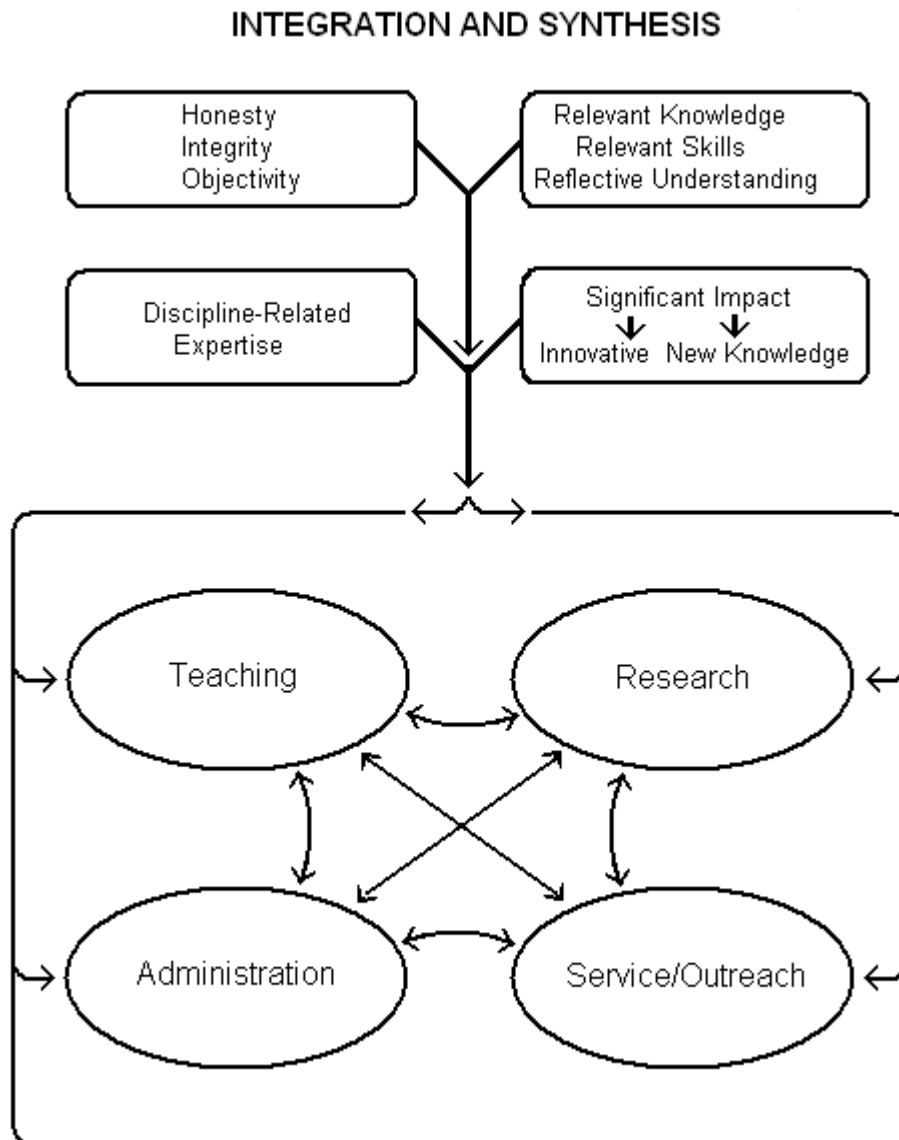 INTEGRATION AND SYNTHESIS
Honesty
Integrity
Objectivity
Relevant Knowledge
Relevant Skills
Reflective Understanding
Discipline-Related
Expertise
Significant Impact
Innovative New Knowledge
Teaching
Research
Administration
Service/Outreach